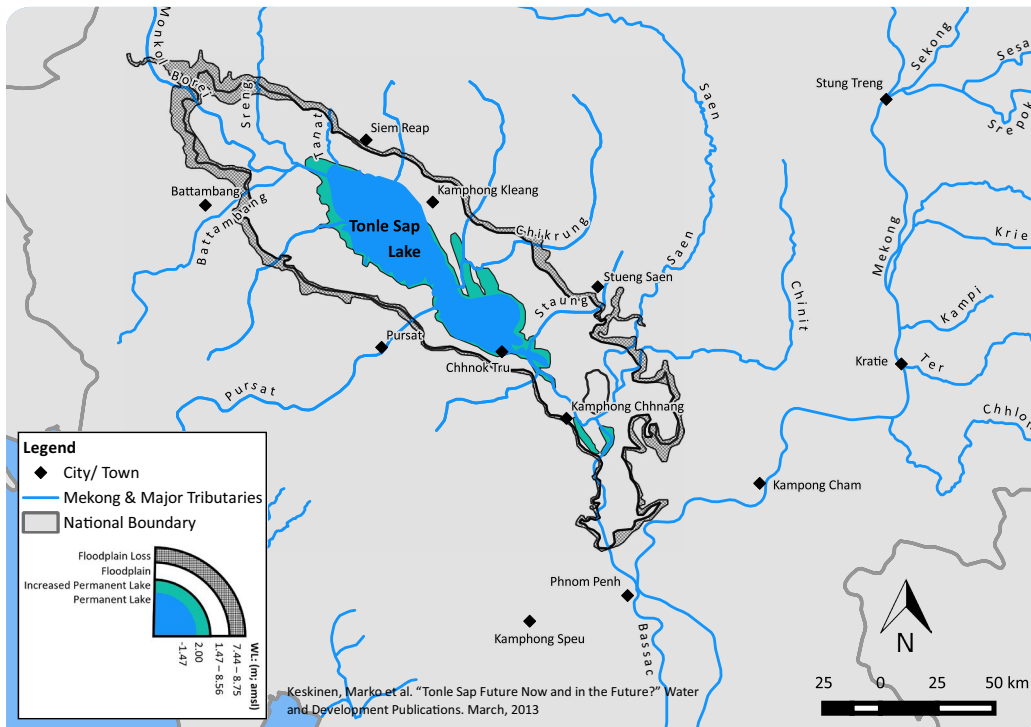 Monkol Borei
Sreng
Tanat
Saen
Sekong
Sesa
Stung Treng
Srepok
Siem Reap
Battambang
Kamphong Kleang
Battambang
Tonle Sap
Lake
Chikrung
Saen
Mekong
Krie
Stueng Saen
Staung
Chinit
Kampi
Pursat
Chhnok Tru
Kratie
Ter
Pursat
Kamphong Chhnang
Chhlon
Legend
City/ Town
Mekong & Major Tributaries
National Boundary
Floodplain Loss
Floodplain
Increased Permanent Lake
Permanent Lake
-1.47
2.00
1.47 – 8.56
7.44 – 8.75
WL: (m; amsl)
Kampong Cham
Phnom Penh
Bassac
Kamphong Speu
N
Keskinen, Marko et al. “Tonle Sap Future Now and in the Future?” Water
and Development Publications. March, 2013
25 0 25 50 km